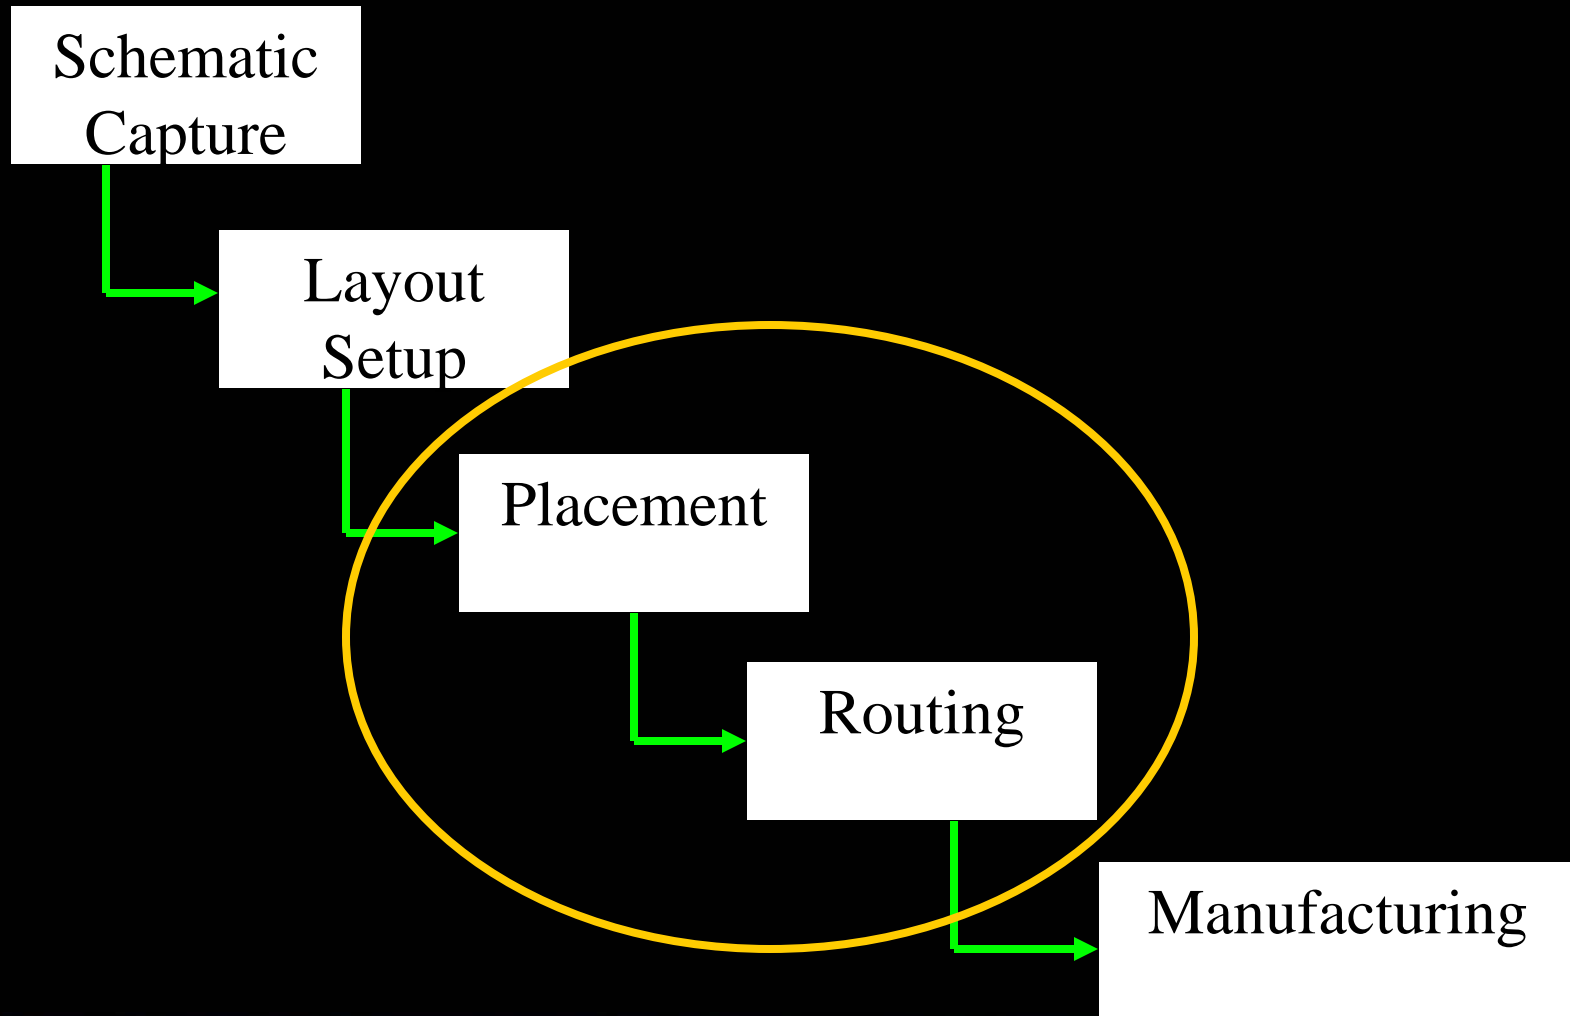 Schematic
Capture
Layout
Setup
Placement
Routing
Manufacturing